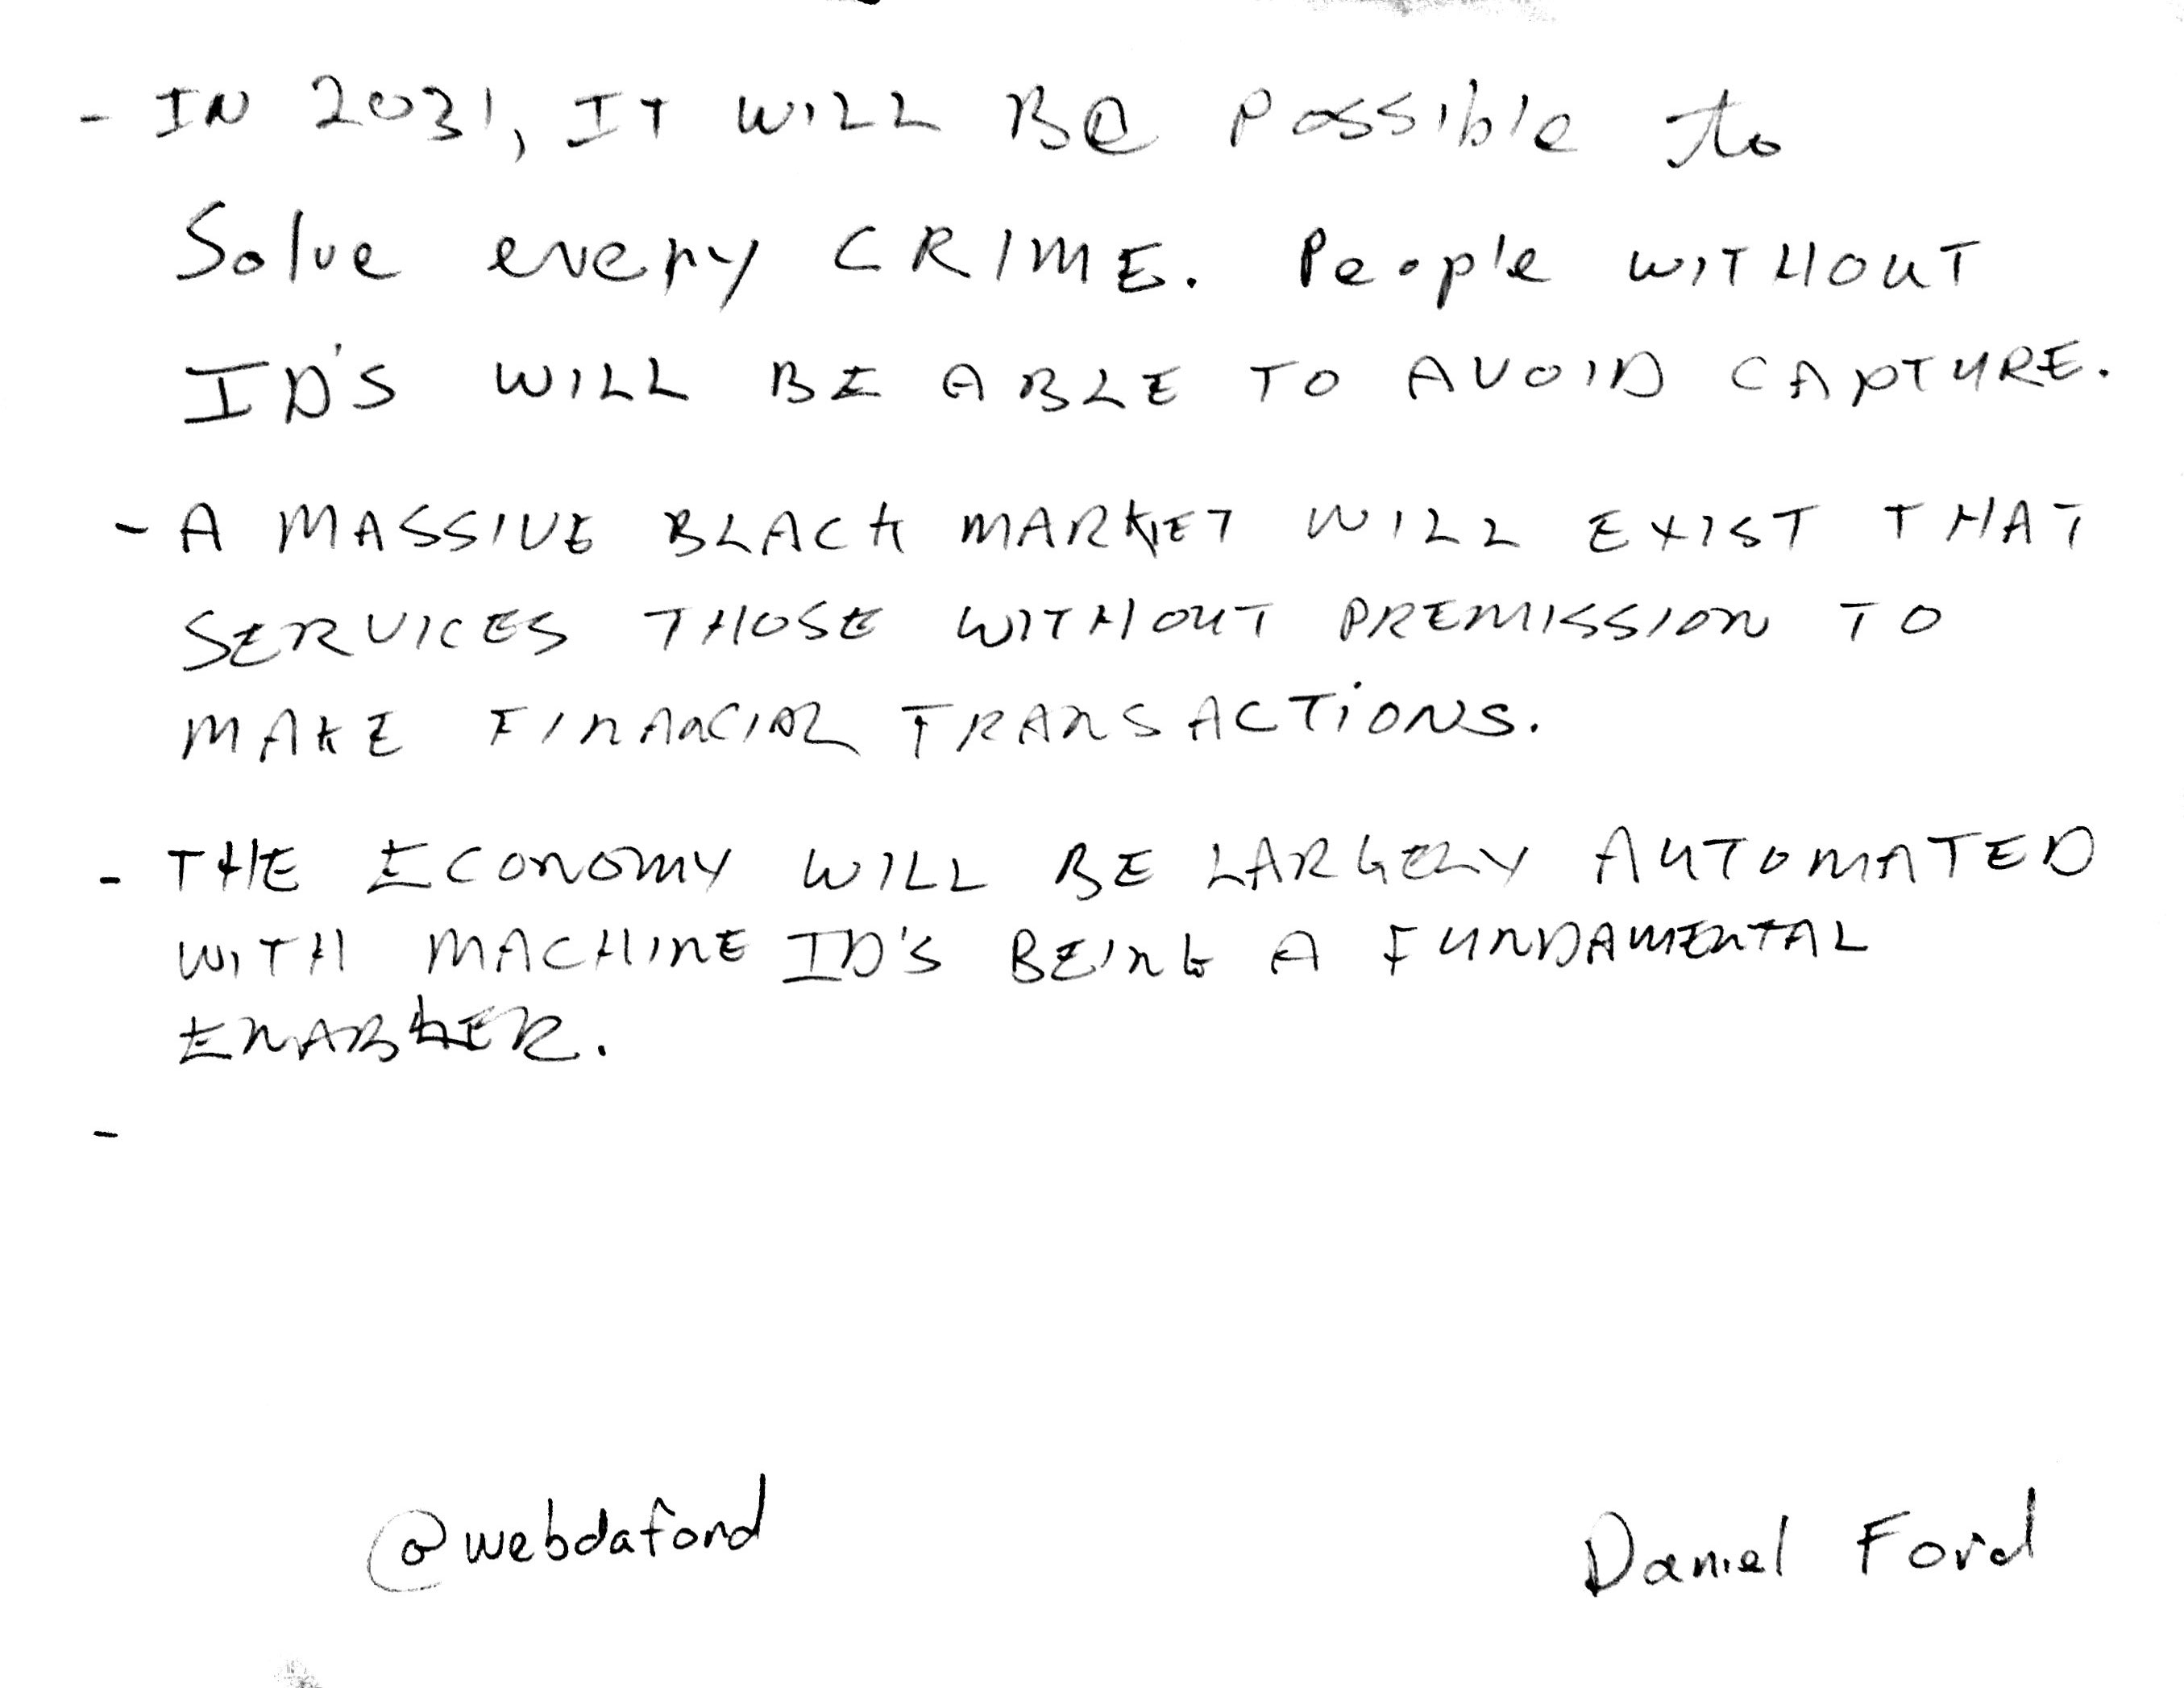 - IN 2031, IT WILL BE possible to
Solve every CRIME. People WITHOUT
ID'S WILL BE ABLE TO AVOID CAPTURE.
- A MASSIVE BLACK MARKET WILL EXIST THAT
SERVICES THOSE WITHOUT PREMISSION TO
MAKE FINANCIAL TRANSACTIONS.
- THE ECONOMY WILL BE LARGELY AUTOMATED
WITH MACHINE ID'S BEING A FUNDAMENTAL
ENABLER.
-
@webdaford Daniel Ford